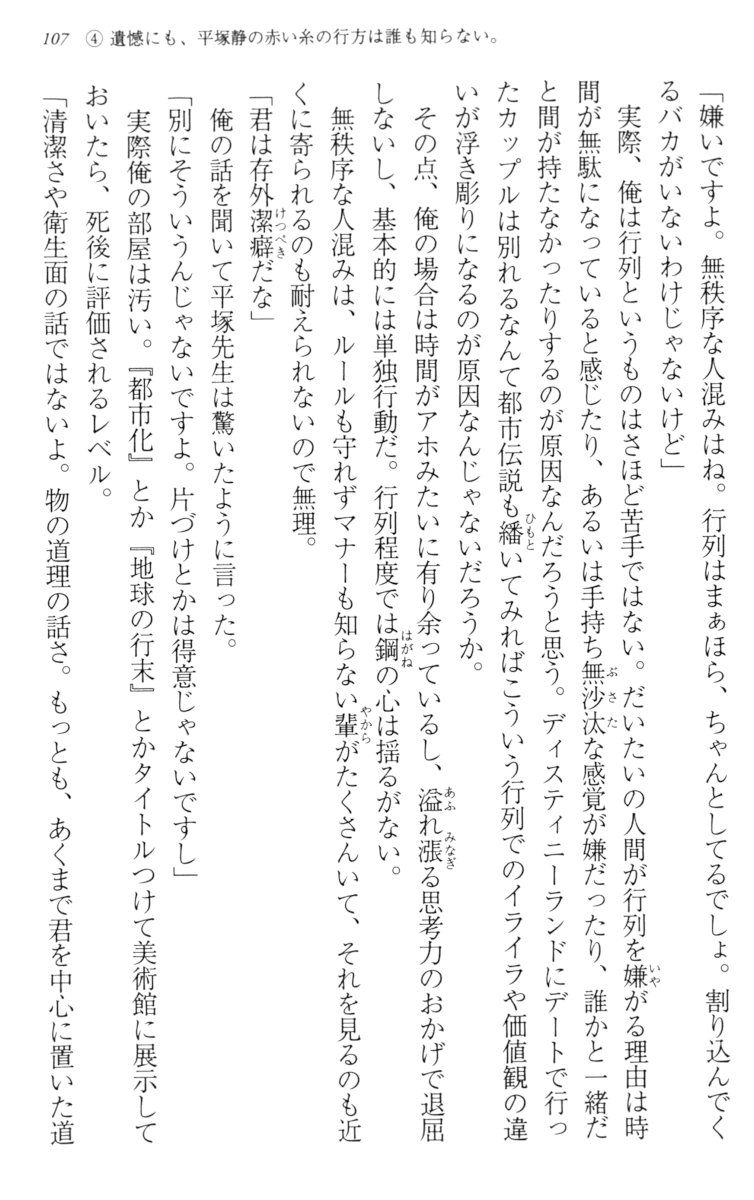 107 ④ 遺憾にも、平塚静の赤い糸の行方は誰も知らない。
「嫌いですよ。無秩序な人混みはね。行列はまぁほら、ちゃんとしてるでしょ。割り込んでく
るバカがいないわけじゃないけど」
　実際、俺は行列というものはさほど苦手ではない。だいたいの人間が行列を嫌がる理由は時
間が無駄になっていると感じたり、あるいは手持ち無沙汰な感覚が嫌だったり、誰かと一緒だ
と間が持たなかったりするのが原因なんだろうと思う。ディスティニーランドにデートで行っ
たカップルは別れるなんて都市伝説も繙いてみればこういう行列でのイライラや価値観の違
いが浮き彫りになるのが原因なんじゃないだろうか。
　その点、俺の場合は時間がアホみたいに有り余っているし、溢れ漲る思考力のおかげで退屈
しないし、基本的には単独行動だ。行列程度では鋼の心は揺るがない。
　無秩序な人混みは、ルールも守れずマナーも知らない輩がたくさんいて、それを見るのも近
くに寄られるのも耐えられないので無理。
「君は存外潔癖だな」
　俺の話を聞いて平塚先生は驚いたように言った。
「別にそういうんじゃないですよ。片づけとかは得意じゃないですし」
　実際俺の部屋は汚い。『都市化』とか『地球の行末』とかタイトルつけて美術館に展示して
おいたら、死後に評価されるレベル。
「清潔さや衛生面の話ではないよ。物の道理の話さ。もっとも、あくまで君を中心に置いた道